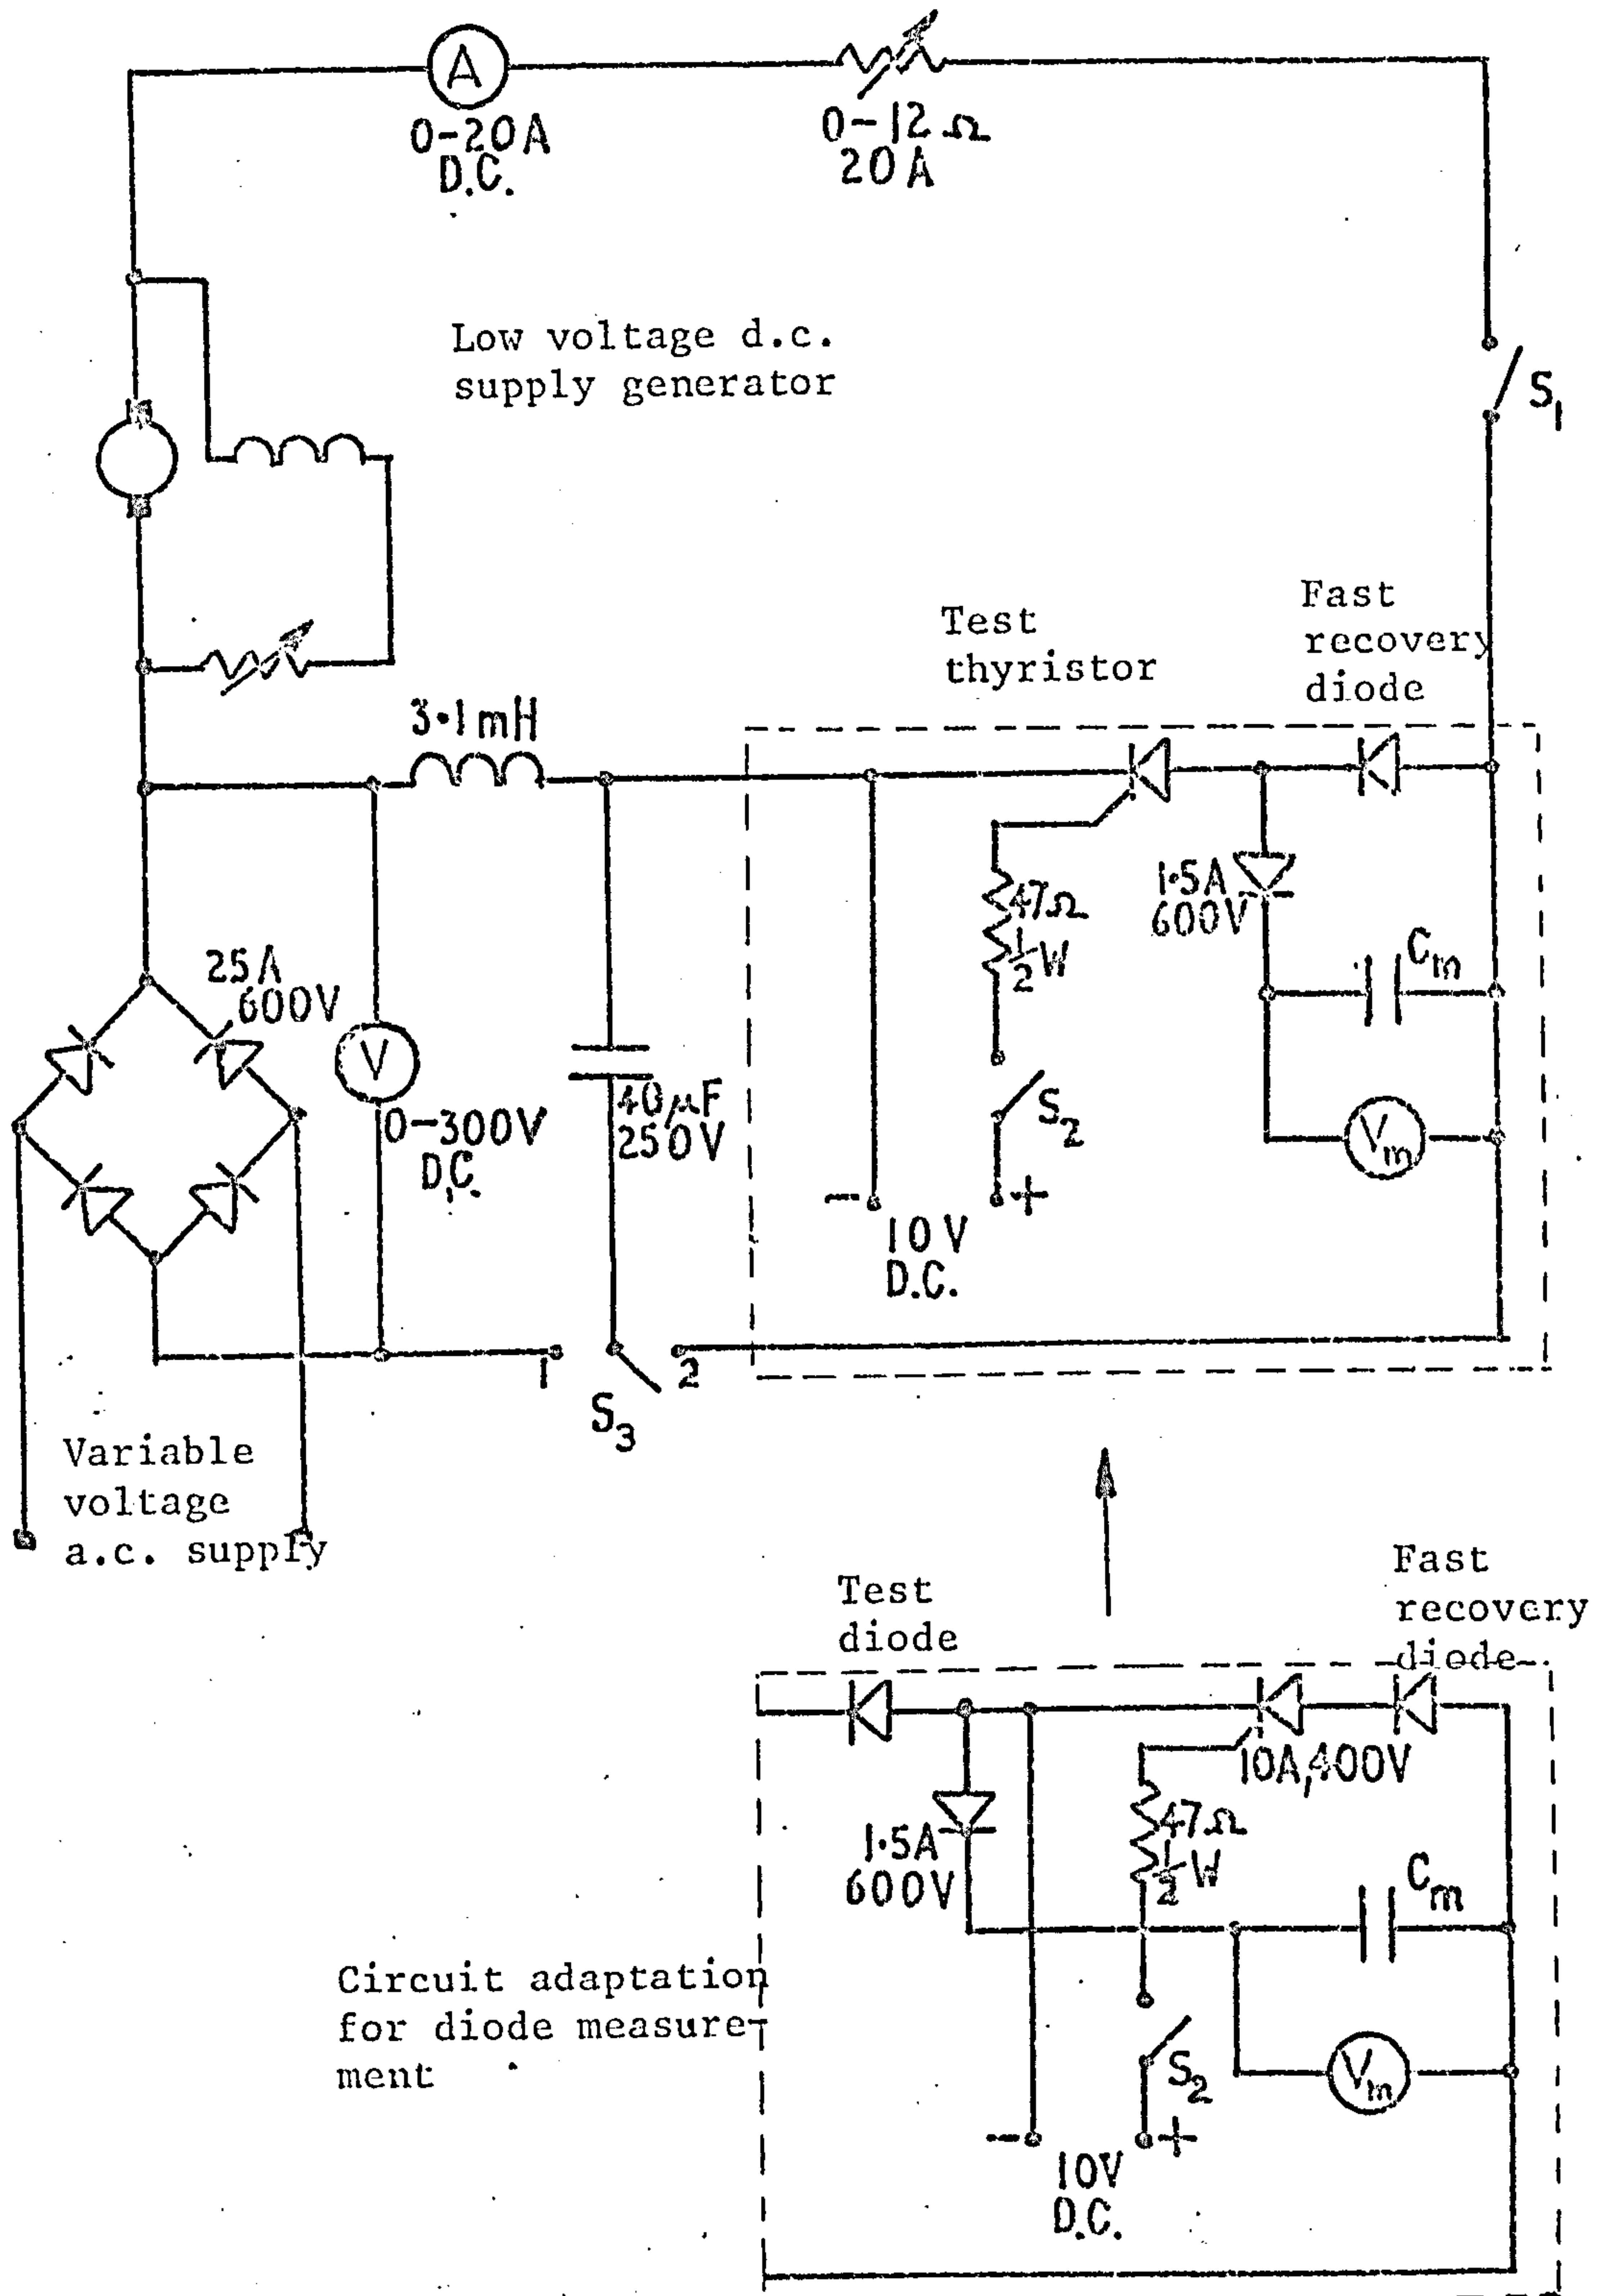 A
0-20A
D.C.
0-12Ω
20A
Low voltage d.c.
supply generator
S₁
Test
thyristor
Fast
recovery
diode
3·1mH
25A
600V
V
0-300V
D.C.
40μF
250V
47Ω
½W
1·5A
600V
Cm
S₂
Vm
- +
10V
D.C.
1 2
S₃
Variable
voltage
a.c. supply
Test
diode
Fast
recovery
diode
10A,400V
1·5A
600V
47Ω
½W
Cm
Circuit adaptation
for diode measure-
ment
S₂
Vm
- +
10V
D.C.